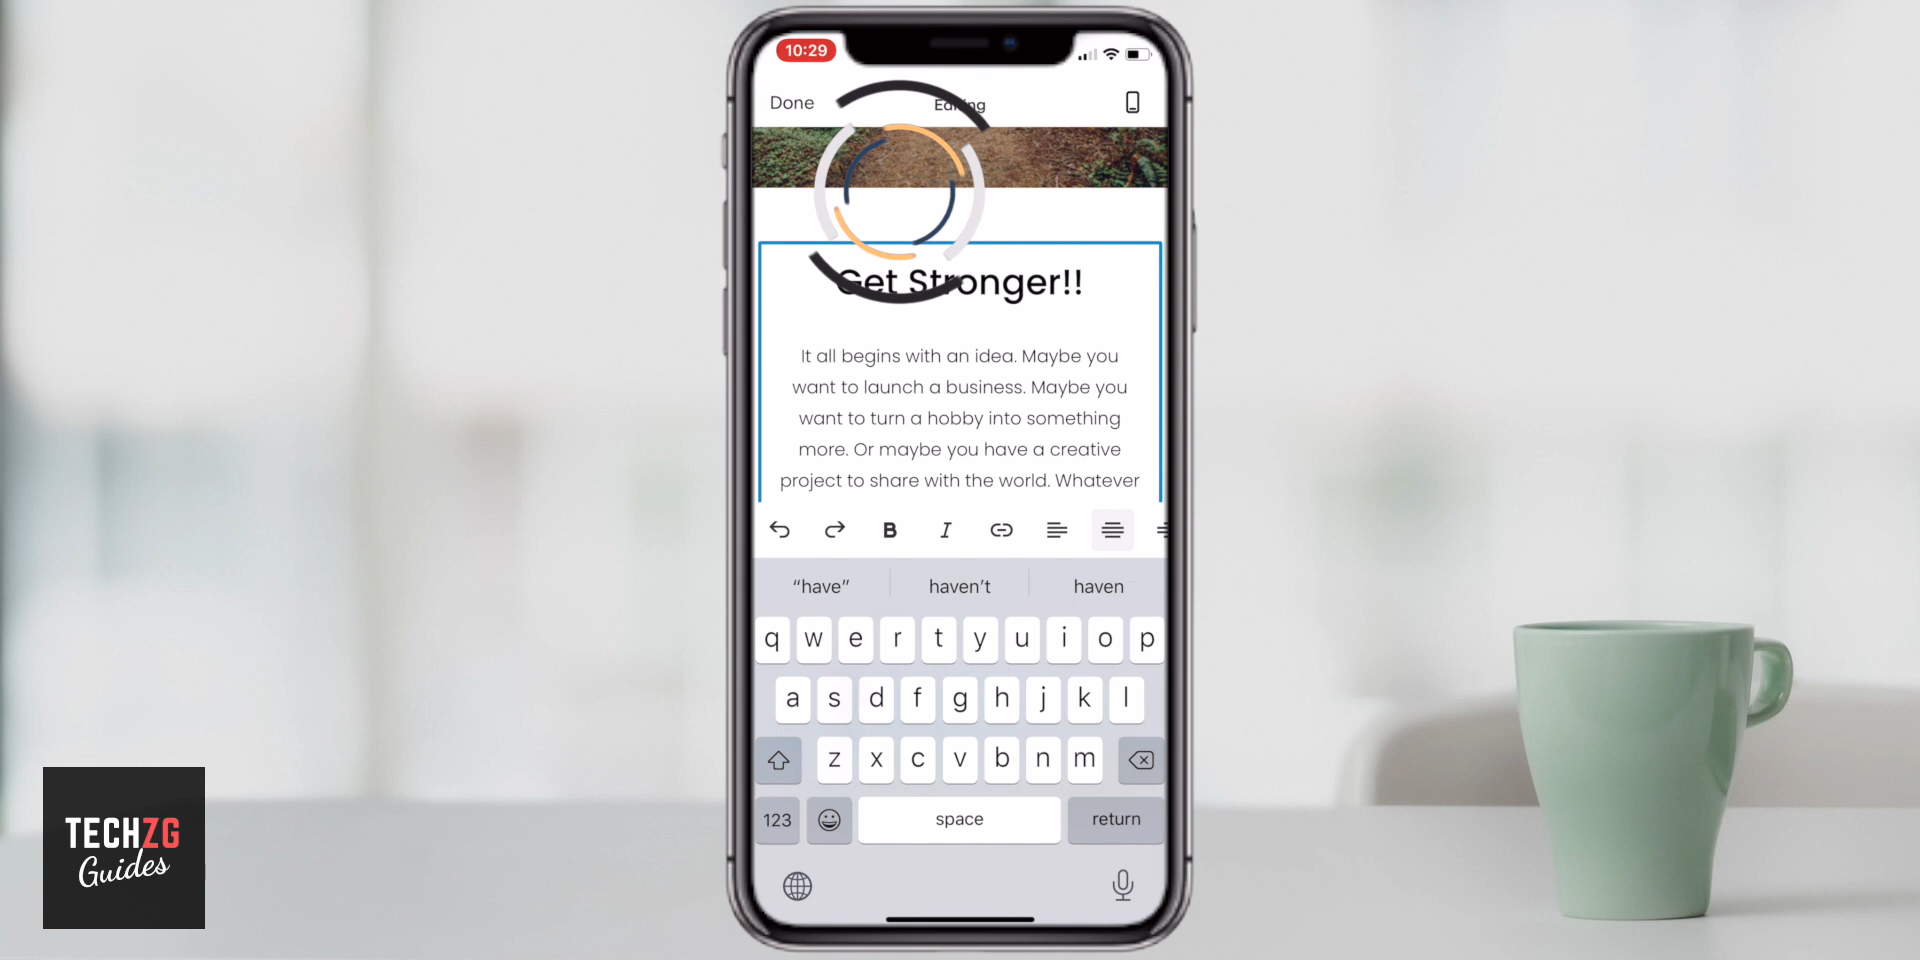 10:29
Done
Editing
Get Stronger!!
It all begins with an idea. Maybe you
want to launch a business. Maybe you
want to turn a hobby into something
more. Or maybe you have a creative
project to share with the world. Whatever
B I
“have” haven’t haven
q w e r t y u i o p
a s d f g h j k l
z x c v b n m
123 space return
TECHZG
Guides